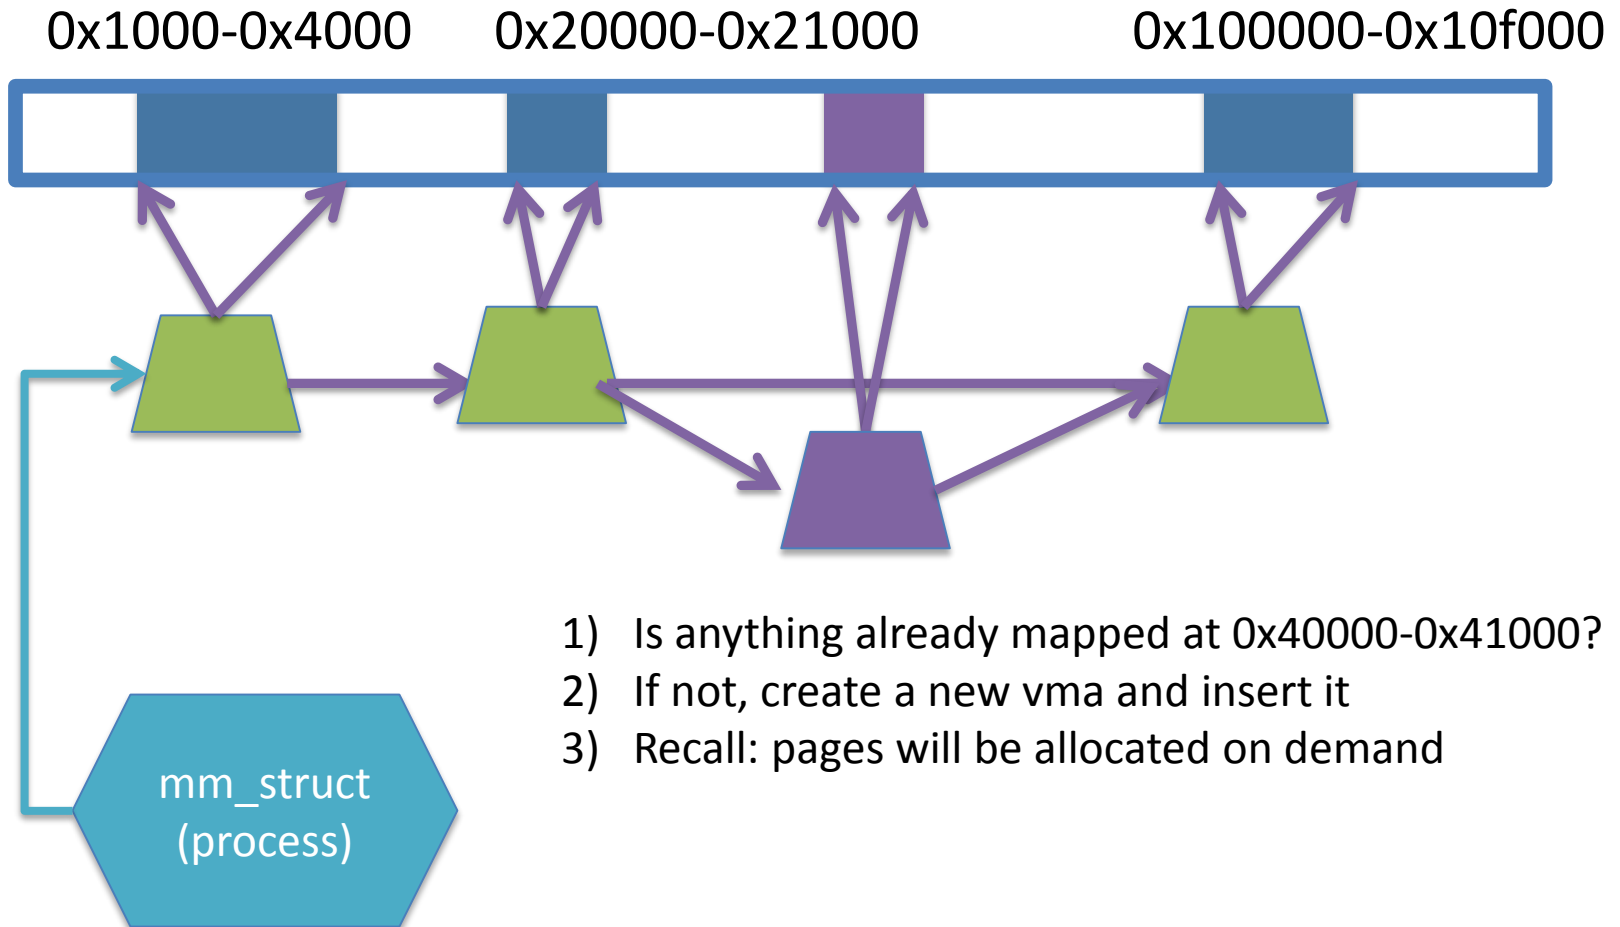 0x1000-0x4000 0x20000-0x21000 0x100000-0x10f000
1) Is anything already mapped at 0x40000-0x41000?
2) If not, create a new vma and insert it
3) Recall: pages will be allocated on demand
mm_struct
(process)